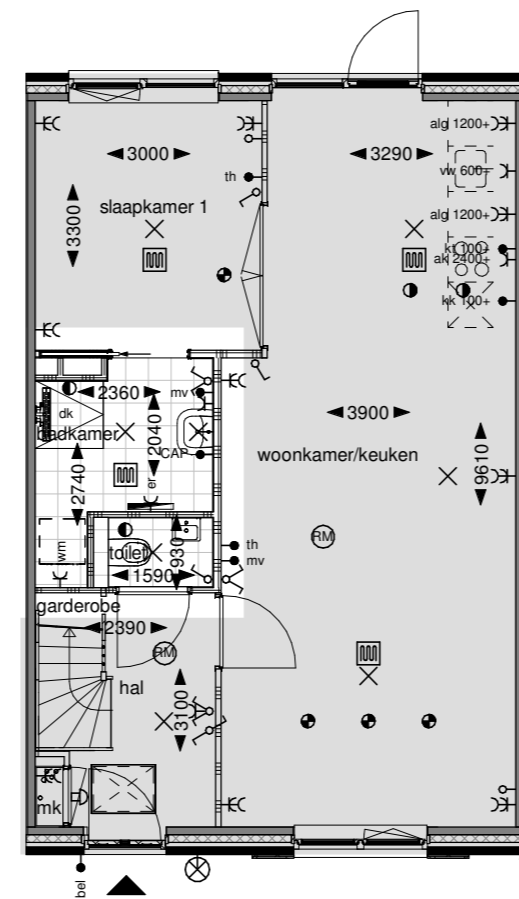 alg 1200+
3000
3290
vw 600+
th
slaapkamer 1
3300
alg 1200+
kt 100+
ak 2400+
kk 100+
2360
mv
dk
2040
3900
badkamer
CAP
woonkamer/keuken
2740
9610
er
wm
toilet
930
RM
th
mv
1590
garderobe
2390
RM
hal
3100
mk
bel